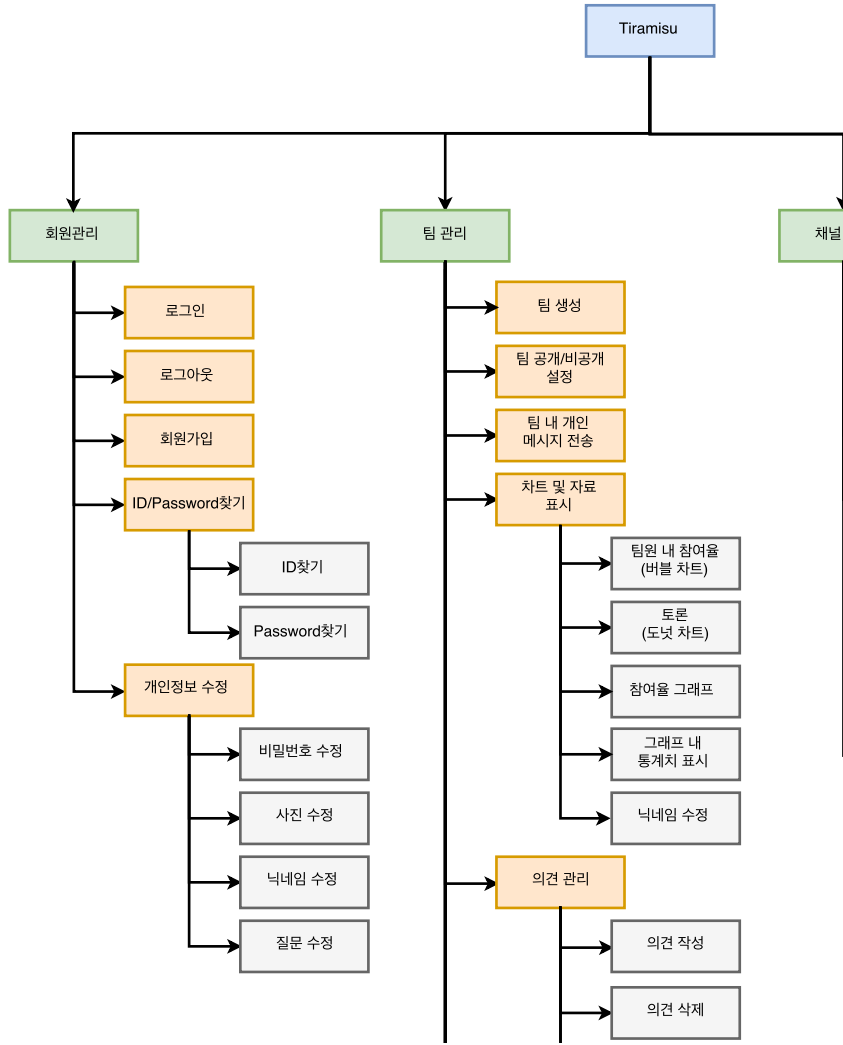 Tiramisu
회원관리
로그인
로그아웃
회원가입
ID/Password찾기
ID찾기
Password찾기
개인정보 수정
비밀번호 수정
사진 수정
닉네임 수정
질문 수정
팀 관리
팀 생성
팀 공개/비공개
설정
팀 내 개인
메시지 전송
차트 및 자료
표시
팀원 내 참여율
(버블 차트)
토론
(도넛 차트)
참여율 그래프
그래프 내
통계치 표시
닉네임 수정
의견 관리
의견 작성
의견 삭제
채널